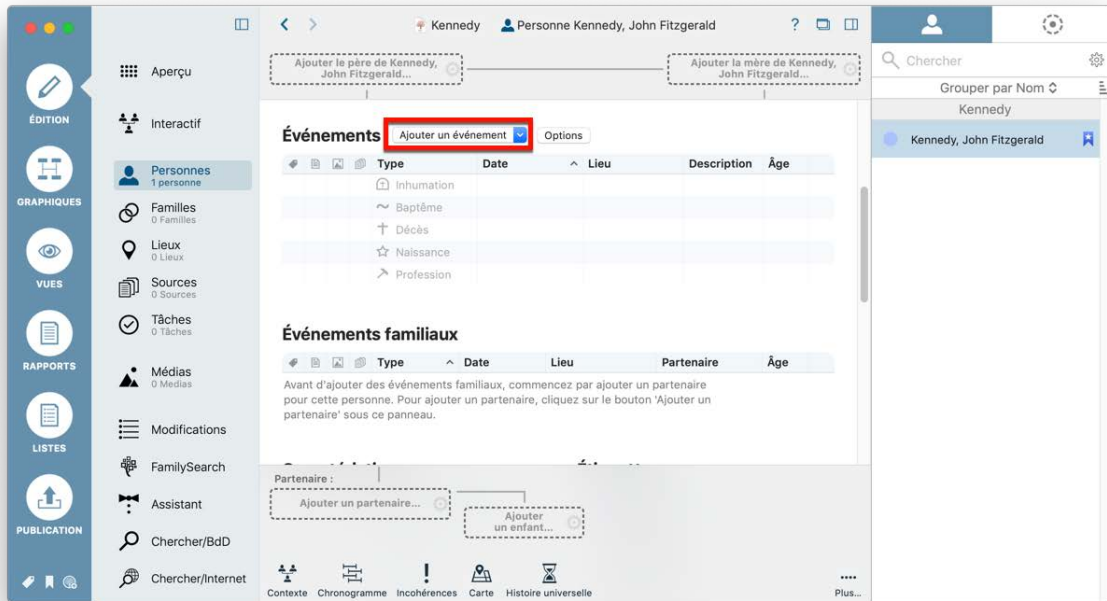 Kennedy
Personne Kennedy, John Fitzgerald
?
ÉDITION
GRAPHIQUES
VUES
RAPPORTS
LISTES
PUBLICATION
Aperçu
Interactif
Personnes
1 personne
Familles
0 Familles
Lieux
0 Lieux
Sources
0 Sources
Tâches
0 Tâches
Médias
0 Medias
Modifications
FamilySearch
Assistant
Chercher/BdD
Chercher/Internet
Ajouter le père de Kennedy,
John Fitzgerald...
Ajouter la mère de Kennedy,
John Fitzgerald...
Événements Ajouter un événement Options
Type Date Lieu Description Âge
Inhumation
Baptême
Décès
Naissance
Profession
Événements familiaux
Type Date Lieu Partenaire Âge
Avant d'ajouter des événements familiaux, commencez par ajouter un partenaire
pour cette personne. Pour ajouter un partenaire, cliquez sur le bouton 'Ajouter un
partenaire' sous ce panneau.
Partenaire :
Ajouter un partenaire...
Ajouter
un enfant...
Contexte Chronogramme Incohérences Carte Histoire universelle Plus...
Chercher
Grouper par Nom
Kennedy
Kennedy, John Fitzgerald